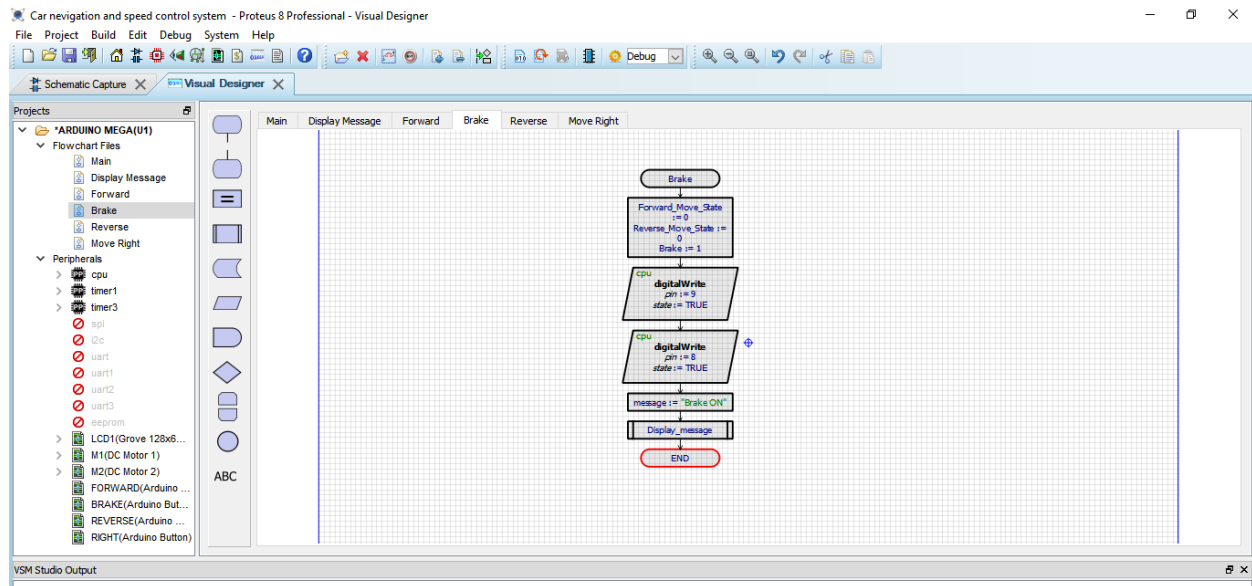 Car nevigation and speed control system - Proteus 8 Professional - Visual Designer
File Project Build Edit Debug System Help
Debug
Schematic Capture
Visual Designer
Projects
*ARDUINO MEGA(U1)
Flowchart Files
Main
Display Message
Forward
Brake
Reverse
Move Right
Peripherals
cpu
timer1
timer3
spi
i2c
uart
uart1
uart2
uart3
eeprom
LCD1(Grove 128x6...
M1(DC Motor 1)
M2(DC Motor 2)
FORWARD(Arduino ...
BRAKE(Arduino But...
REVERSE(Arduino ...
RIGHT(Arduino Button)
ABC
Main Display Message Forward Brake Reverse Move Right
Brake
Forward_Move_State
:= 0
Reverse_Move_State :=
0
Brake := 1
cpu
digitalWrite
pin := 9
state := TRUE
cpu
digitalWrite
pin := 8
state := TRUE
message := "Brake ON"
Display_message
END
VSM Studio Output